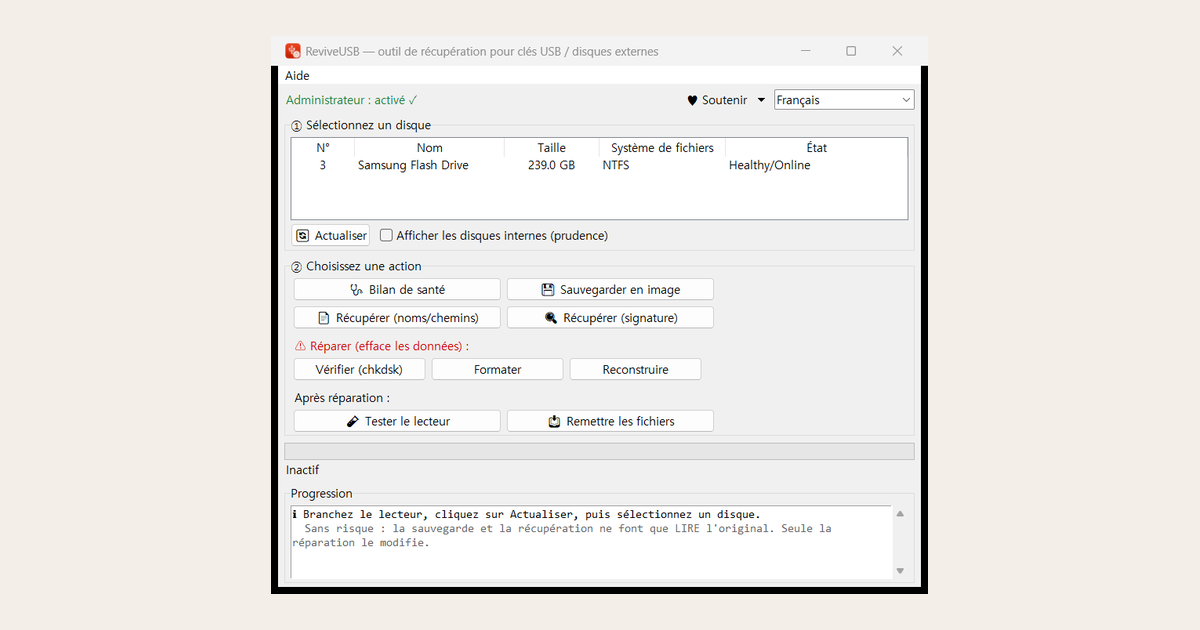 ReviveUSB — outil de récupération pour clés USB / disques externes
Aide
Administrateur : activé ✓
♥ Soutenir
Français
① Sélectionnez un disque
N° Nom Taille Système de fichiers État
3 Samsung Flash Drive 239.0 GB NTFS Healthy/Online
Actualiser
Afficher les disques internes (prudence)
② Choisissez une action
Bilan de santé
Sauvegarder en image
Récupérer (noms/chemins)
Récupérer (signature)
⚠ Réparer (efface les données) :
Vérifier (chkdsk)
Formater
Reconstruire
Après réparation :
Tester le lecteur
Remettre les fichiers
Inactif
Progression
ℹ Branchez le lecteur, cliquez sur Actualiser, puis sélectionnez un disque.
Sans risque : la sauvegarde et la récupération ne font que LIRE l'original. Seule la
réparation le modifie.